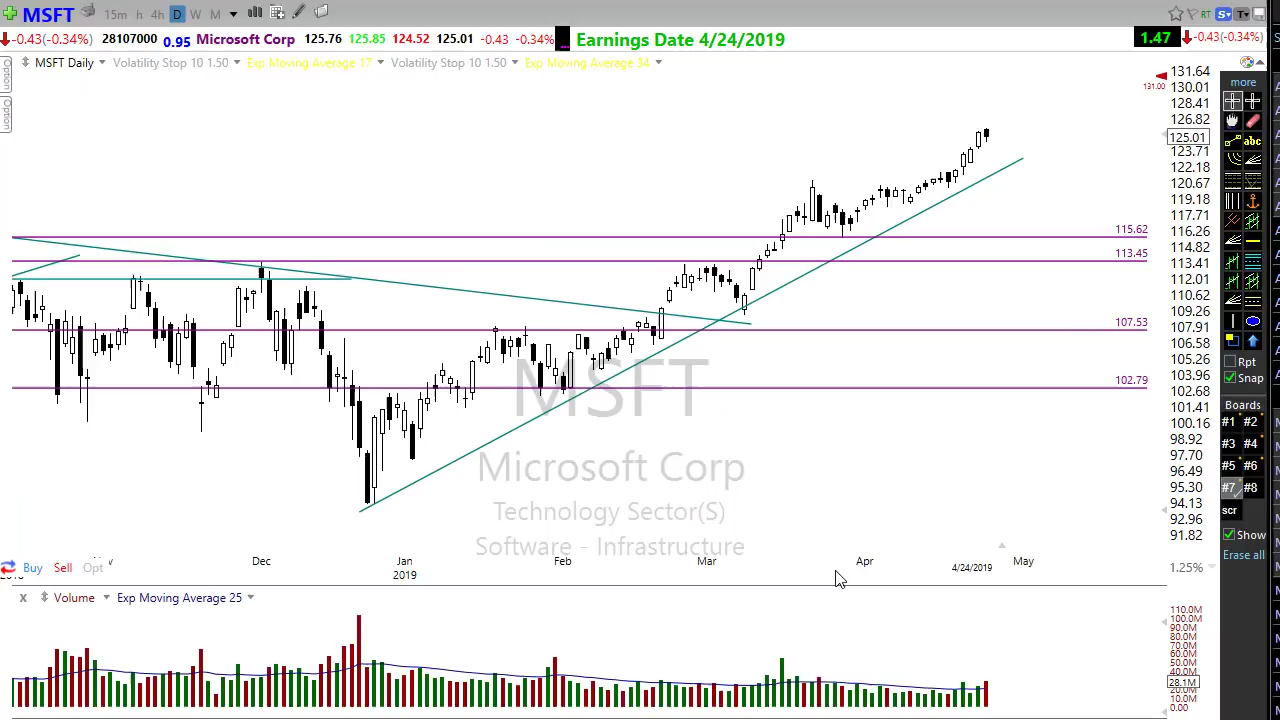 MSFT 15m h 4h D W M RT S T
-0.43(-0.34%) 28107000 0.95 Microsoft Corp 125.76 125.85 124.52 125.01 -0.43 -0.34% ... Earnings Date 4/24/2019 1.47 -0.43(-0.34%)
MSFT Daily Volatility Stop 10 1.50 Exp Moving Average 17 Volatility Stop 10 1.50 Exp Moving Average 34
Option
Option
131.00
131.64
130.01
128.41
126.82
125.01
123.71
122.18
120.67
119.18
117.71
116.26
114.82
113.41
112.01
110.62
109.26
107.91
106.58
105.26
103.96
102.68
101.41
100.16
98.92
97.70
96.49
95.30
94.13
92.96
91.82
115.62
113.45
107.53
102.79
MSFT
Microsoft Corp
Technology Sector(S)
Software - Infrastructure
Dec Jan Feb Mar Apr May
2019 4/24/2019
Buy Sell Opt 1.25%
x Volume Exp Moving Average 25
110.0M
100.0M
90.0M
80.0M
70.0M
60.0M
50.0M
40.0M
28.1M
20.0M
10.0M
0.00
more
abc
Rpt
Snap
Boards
#1 #2
#3 #4
#5 #6
#7 #8
scr
Show
Erase all